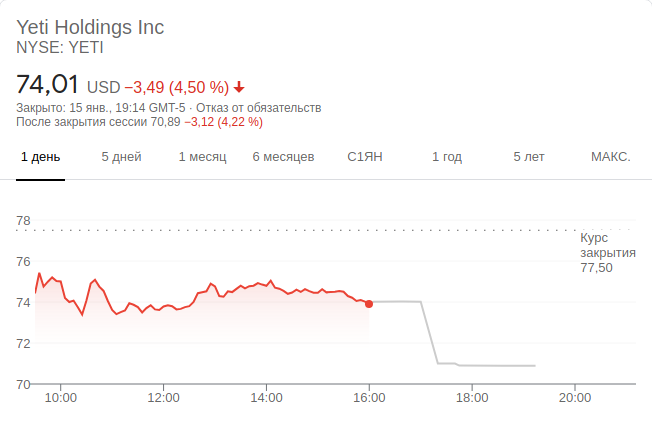 Yeti Holdings Inc
NYSE: YETI
74,01 USD −3,49 (4,50 %)
Закрыто: 15 янв., 19:14 GMT-5 · Отказ от обязательств
После закрытия сессии 70,89 −3,12 (4,22 %)
1 день 5 дней 1 месяц 6 месяцев С1ЯН 1 год 5 лет МАКС.
78
Курс
закрытия
77,50
76
74
72
70
10:00 12:00 14:00 16:00 18:00 20:00